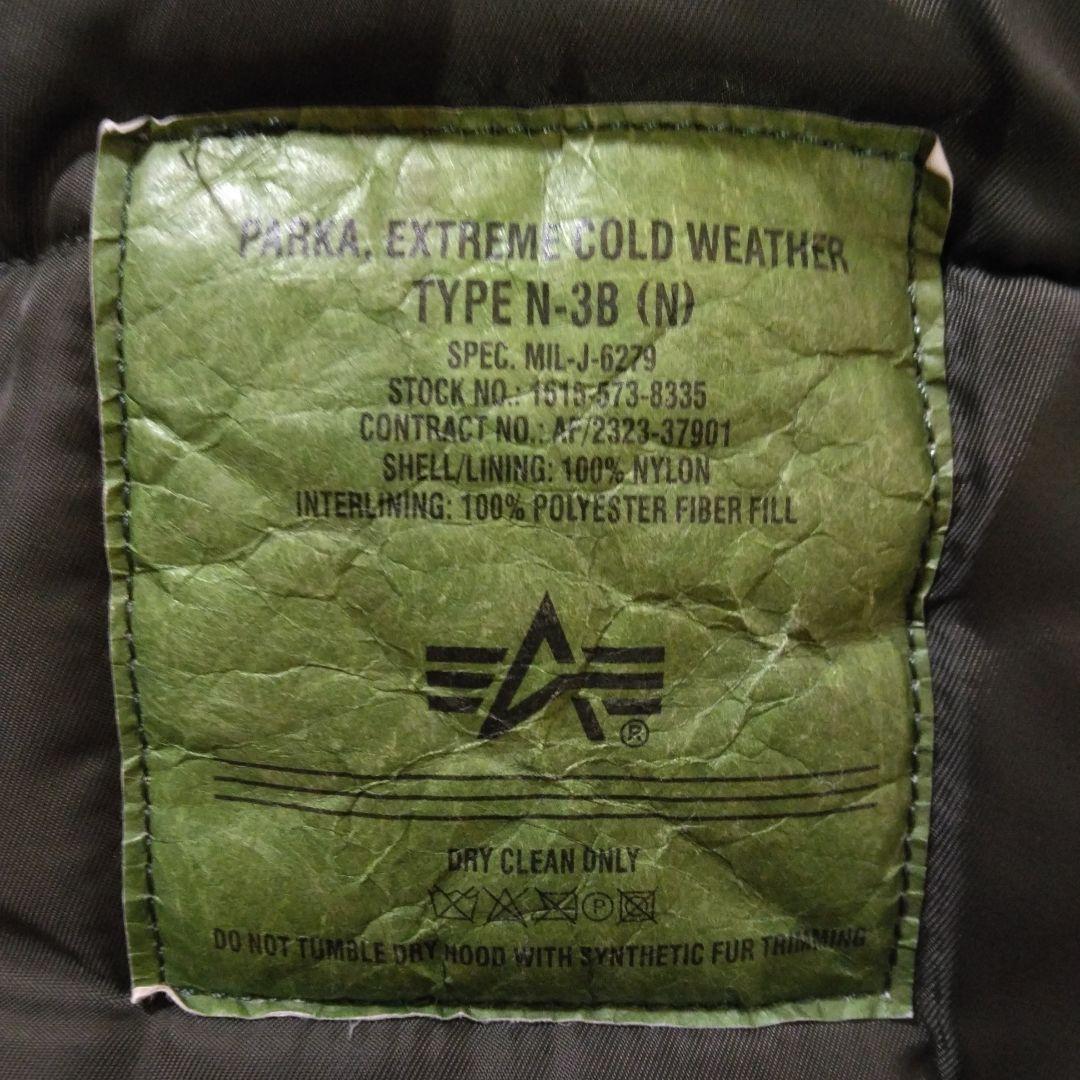 PARKA, EXTREME COLD WEATHER
TYPE N-3B (N)
SPEC. MIL-J-6279
STOCK NO.: 1615-573-8335
CONTRACT NO.: AF/2323-37901
SHELL/LINING: 100% NYLON
INTERLINING: 100% POLYESTER FIBER FILL
®
DRY CLEAN ONLY
P
DO NOT TUMBLE DRY HOOD WITH SYNTHETIC FUR TRIMMING